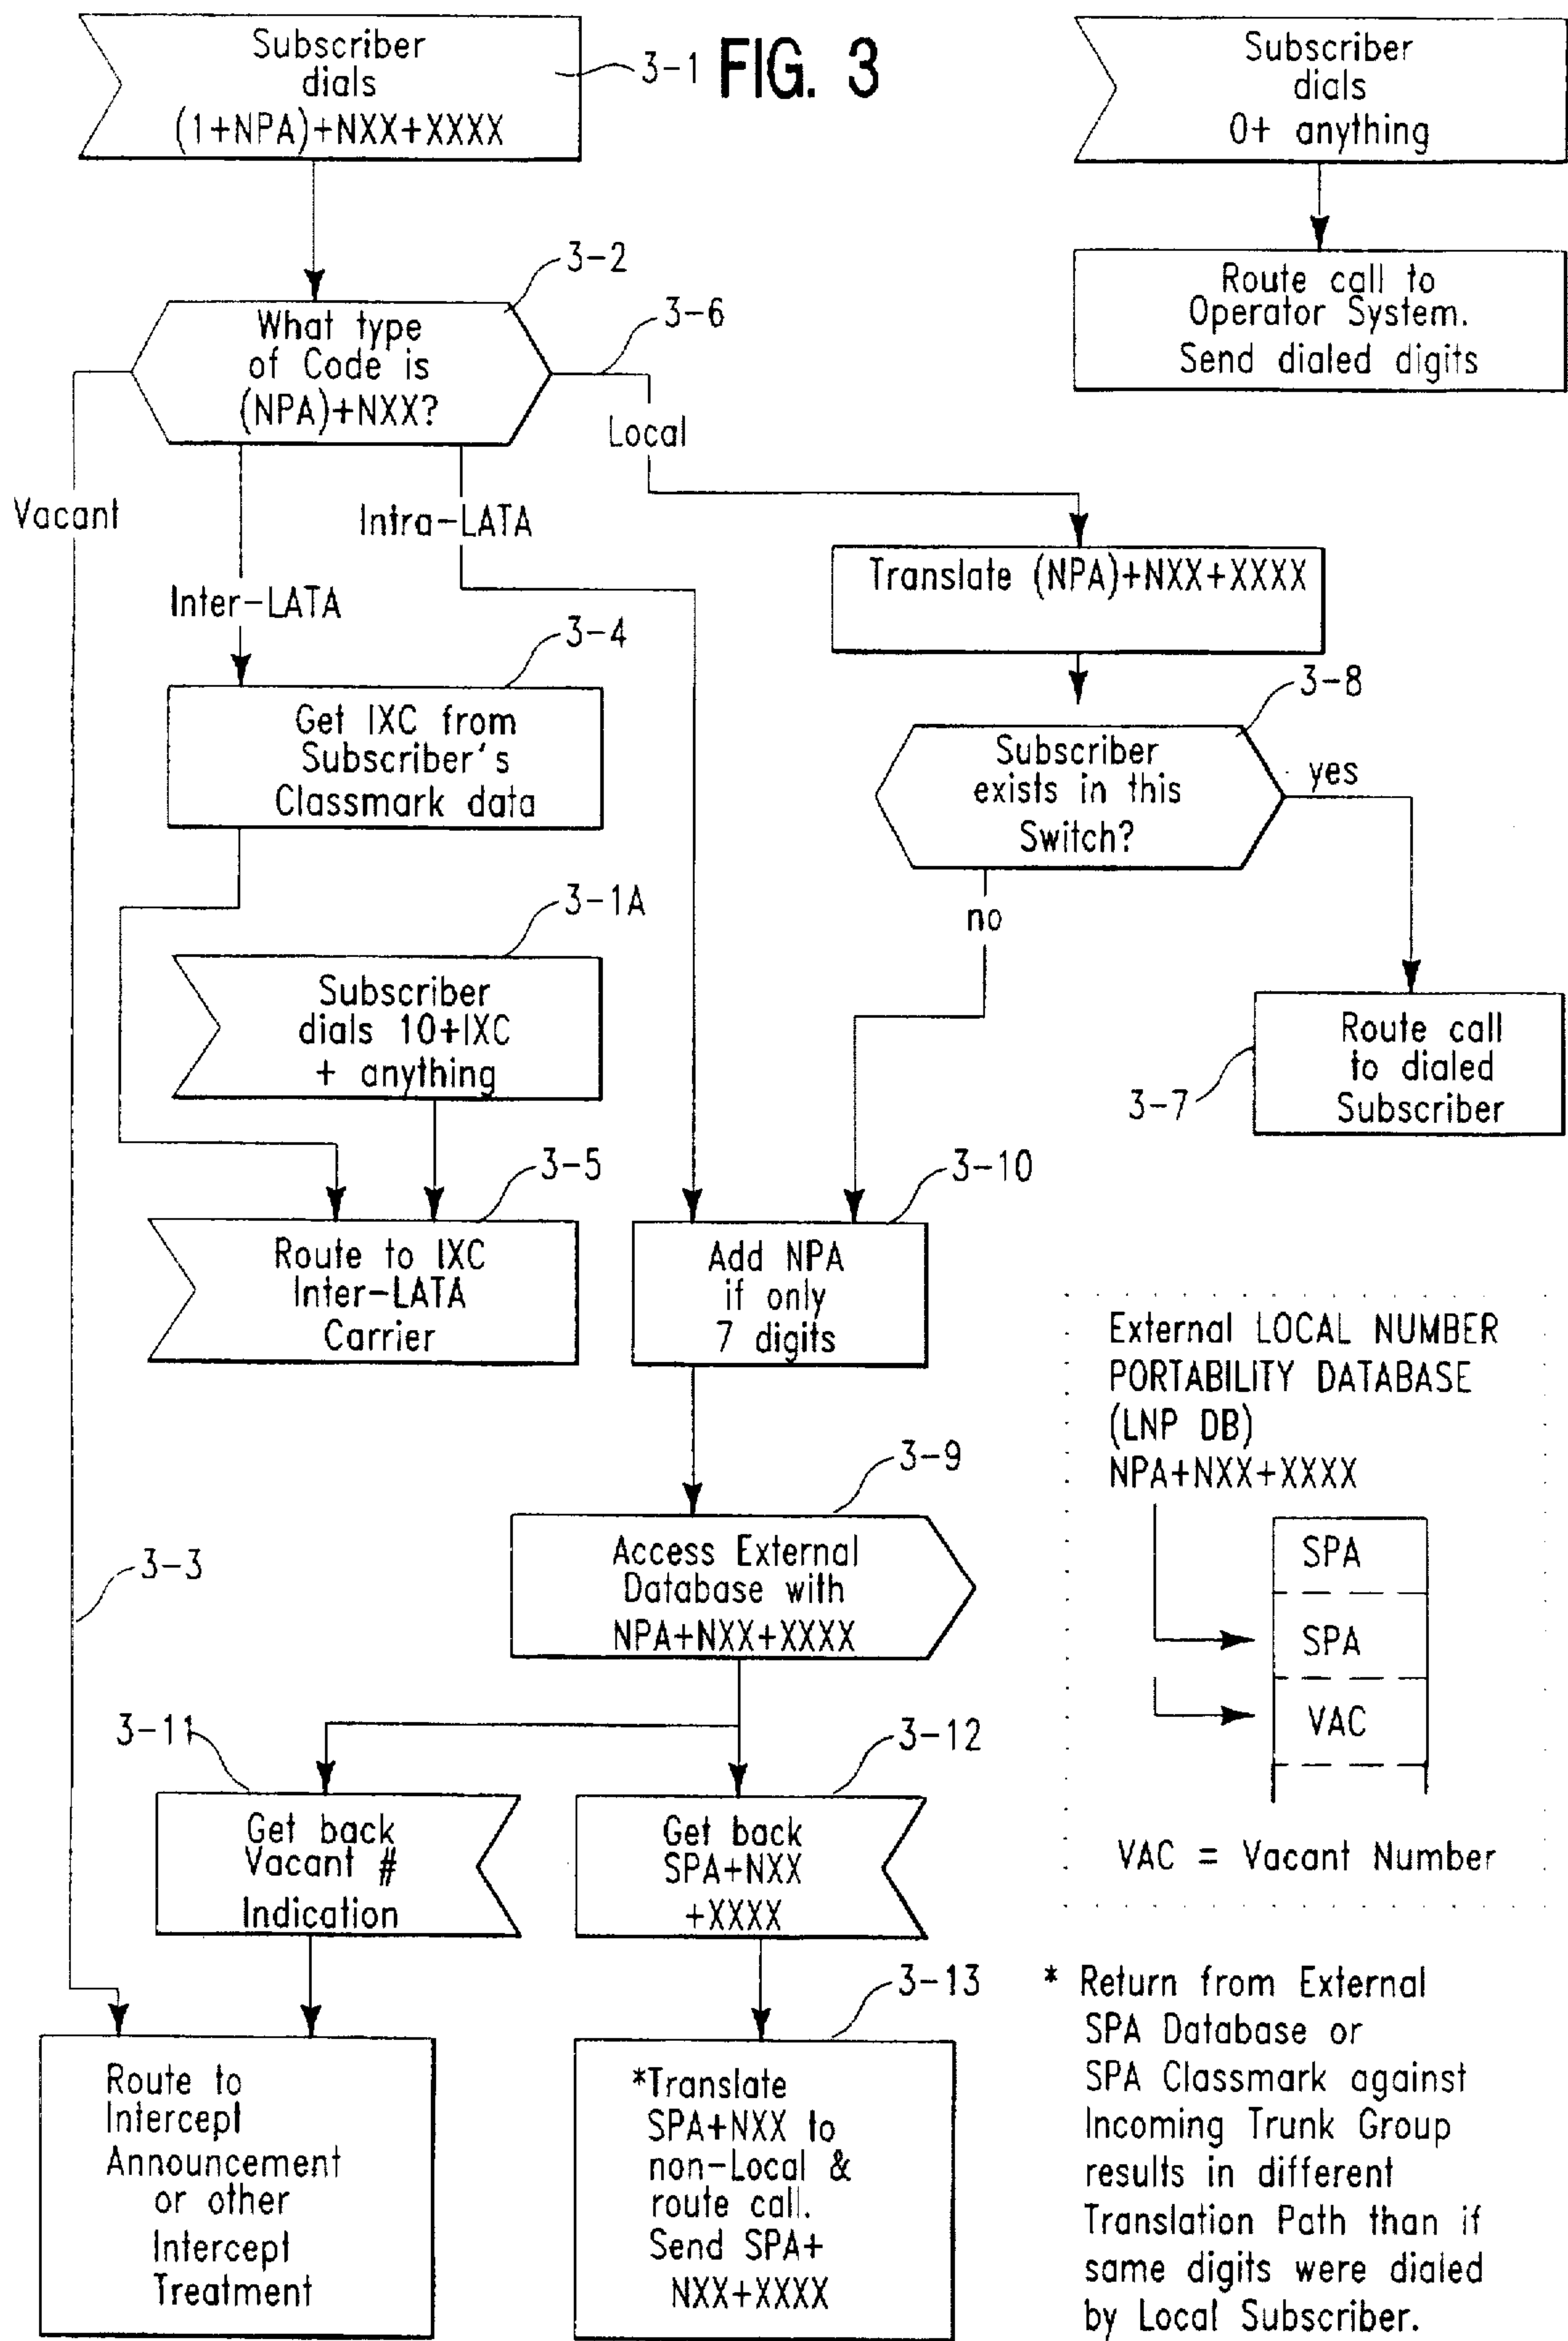 Subscriber
dials
(1+NPA)+NXX+XXXX
3-1
FIG. 3
Subscriber
dials
0+ anything
Route call to
Operator System.
Send dialed digits
3-2
What type
of Code is
(NPA)+NXX?
3-6
Local
Vacant
Intra-LATA
Inter-LATA
Translate (NPA)+NXX+XXXX
3-4
Get IXC from
Subscriber's
Classmark data
3-8
Subscriber
exists in this
Switch?
yes
no
3-1A
Subscriber
dials 10+IXC
+ anything
Route call
to dialed
Subscriber
3-7
3-5
Route to IXC
Inter-LATA
Carrier
3-10
Add NPA
if only
7 digits
External LOCAL NUMBER
PORTABILITY DATABASE
(LNP DB)
NPA+NXX+XXXX
SPA
SPA
VAC
VAC = Vacant Number
3-9
Access External
Database with
NPA+NXX+XXXX
3-3
3-11
Get back
Vacant #
Indication
3-12
Get back
SPA+NXX
+XXXX
3-13
Route to
Intercept
Announcement
or other
Intercept
Treatment
*Translate
SPA+NXX to
non-Local &
route call.
Send SPA+
NXX+XXXX
* Return from External
SPA Database or
SPA Classmark against
Incoming Trunk Group
results in different
Translation Path than if
same digits were dialed
by Local Subscriber.